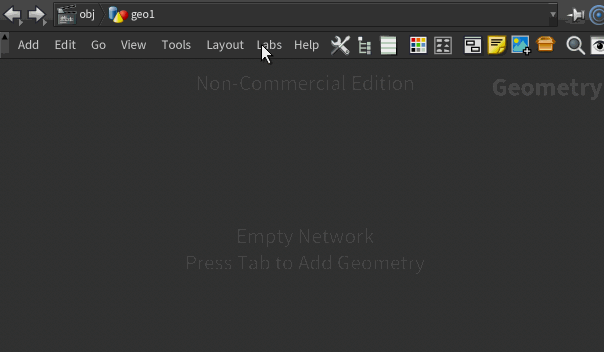 obj geo1
Add Edit Go View Tools Layout Labs Help
Non-Commercial Edition
Geometry
Empty Network
Press Tab to Add Geometry